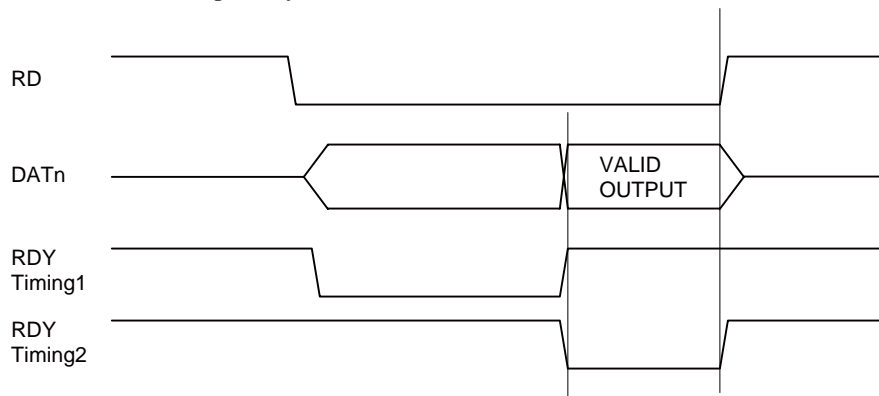 RD
DATn
VALID
OUTPUT
RDY
Timing1
RDY
Timing2